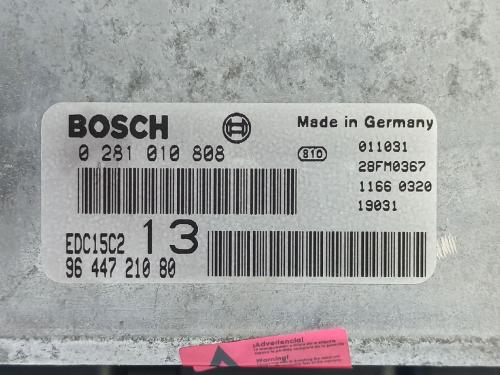 BOSCH
Made in Germany
0 281 010 808
810
011031
28FM0367
1166 0320
19031
EDC15C2 13
96 447 210 80
¡Advertencia!
Warning!